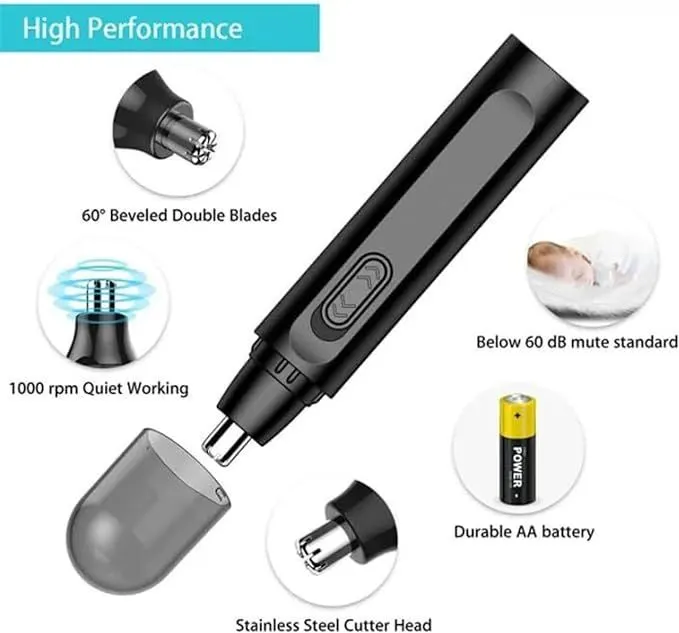 High Performance
60° Beveled Double Blades
1000 rpm Quiet Working
Below 60 dB mute standard
+
POWER
-
Durable AA battery
Stainless Steel Cutter Head